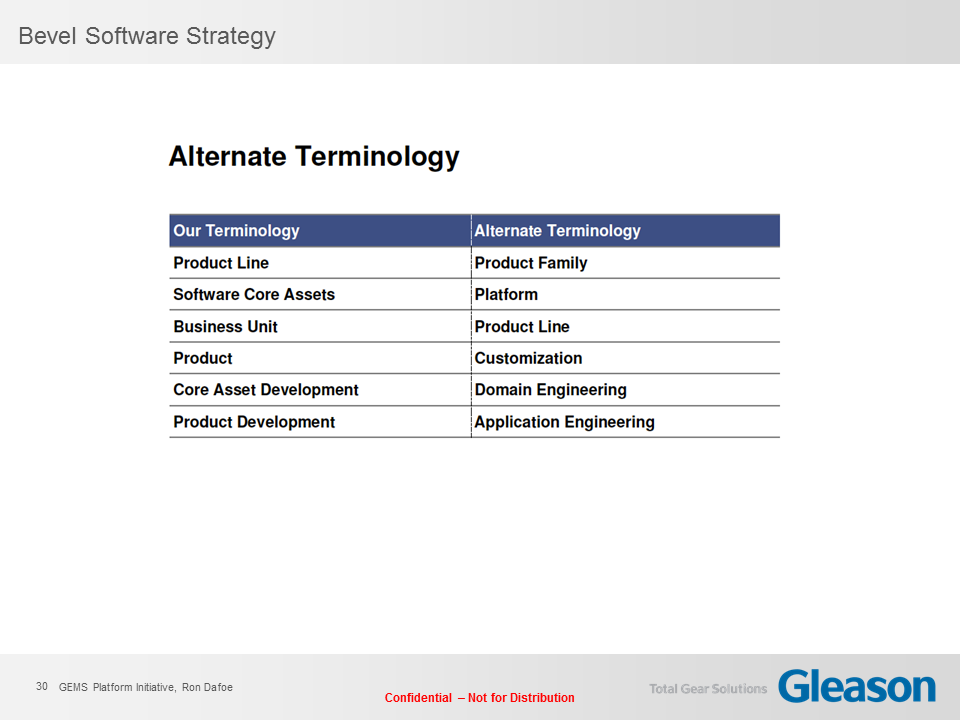 Bevel Software Strategy
Alternate Terminology
Our Terminology Alternate Terminology
Product Line Product Family
Software Core Assets Platform
Business Unit Product Line
Product Customization
Core Asset Development Domain Engineering
Product Development Application Engineering
30 GEMS Platform Initiative, Ron Dafoe
Confidential – Not for Distribution
Total Gear Solutions Gleason